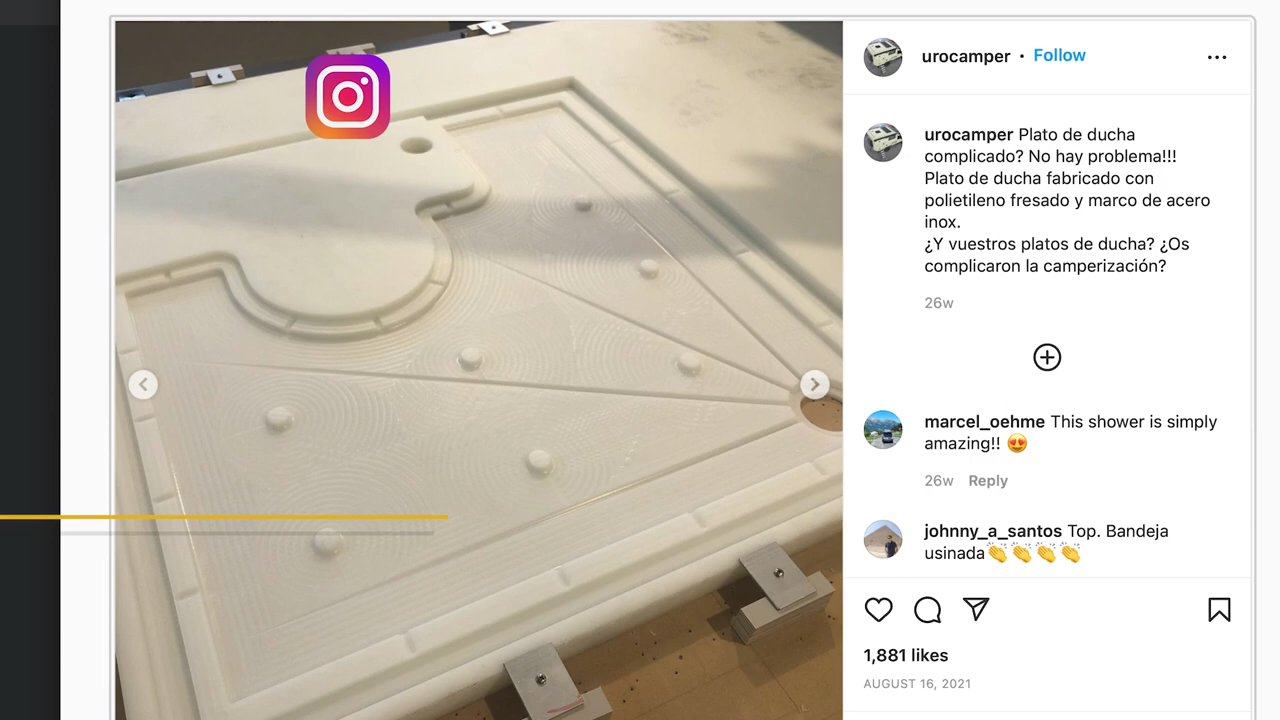 urocamper • Follow
urocamper Plato de ducha
complicado? No hay problema!!!
Plato de ducha fabricado con
polietileno fresado y marco de acero
inox.
¿Y vuestros platos de ducha? ¿Os
complicaron la camperización?
26w
marcel_oehme This shower is simply
amazing!! 😍
26w Reply
johnny_a_santos Top. Bandeja
usinada👏👏👏👏
1,881 likes
AUGUST 16, 2021